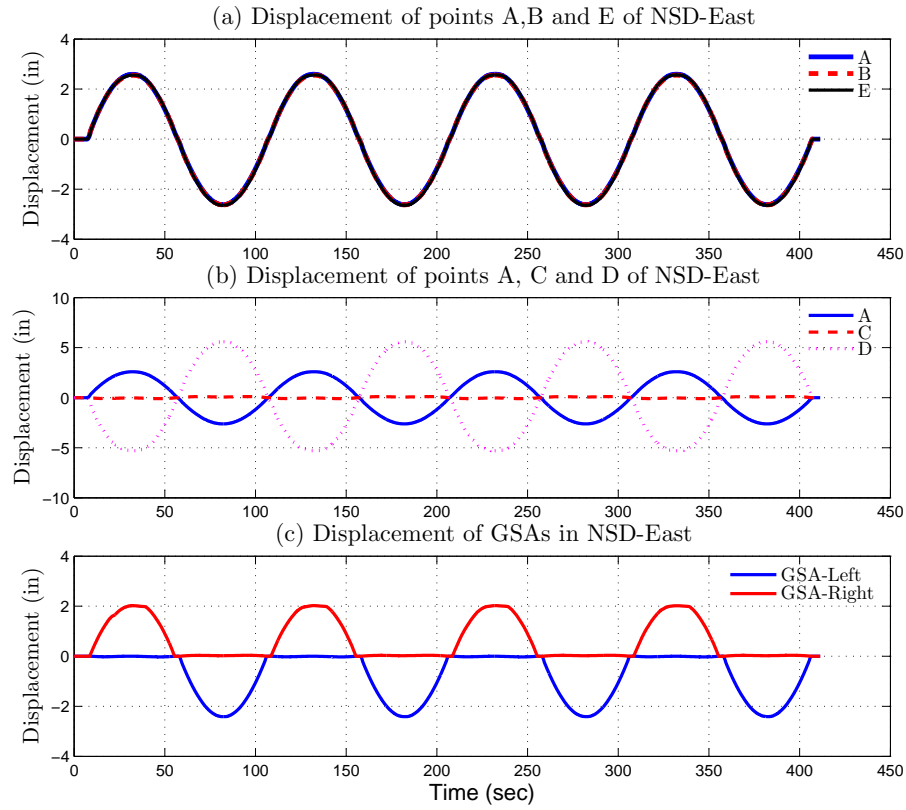 (a) Displacement of points A,B and E of NSD-East
Displacement (in)
4
2
0
−2
−4
A
B
E
0 50 100 150 200 250 300 350 400 450
(b) Displacement of points A, C and D of NSD-East
Displacement (in)
10
5
0
−5
−10
A
C
D
0 50 100 150 200 250 300 350 400 450
(c) Displacement of GSAs in NSD-East
Displacement (in)
4
2
0
−2
−4
GSA-Left
GSA-Right
0 50 100 150 200 250 300 350 400 450
Time (sec)